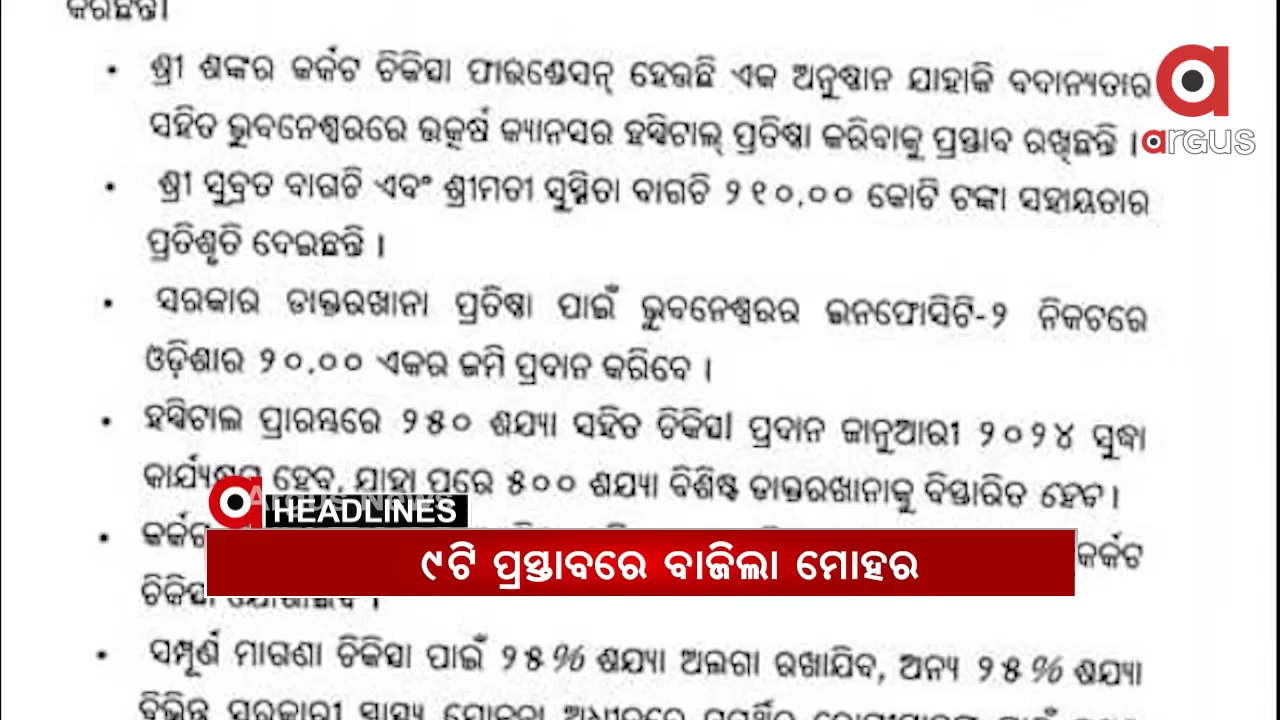 କରିଛନ୍ତି।
• ଶ୍ରୀ ଶଙ୍କର କର୍କଟ ଚିକିତ୍ସା ଫାଉଣ୍ଡେସନ୍ ହେଉଛି ଏକ ଅନୁଷ୍ଠାନ ଯାହାକି ବଦାନ୍ୟତାର
ସହିତ ଭୁବନେଶ୍ୱରରେ ଉତ୍କର୍ଷ କ୍ୟାନସର ହସ୍ପିଟାଲ୍ ପ୍ରତିଷ୍ଠା କରିବାକୁ ପ୍ରସ୍ତାବ ରଖିଛନ୍ତି ।
argus
• ଶ୍ରୀ ସୁବ୍ରତ ବାଗଚି ଏବଂ ଶ୍ରୀମତୀ ସୁସ୍ମିତା ବାଗଚି ୨୧୦.୦୦ କୋଟି ଟଙ୍କା ସହାୟତାର
ପ୍ରତିଶୃତି ଦେଇଛନ୍ତି ।
• ସରକାର ଡାକ୍ତରଖାନା ପ୍ରତିଷ୍ଠା ପାଇଁ ଭୁବନେଶ୍ୱରର ଇନଫୋସିଟି-୨ ନିକଟରେ
ଓଡ଼ିଶାର ୨୦.୦୦ ଏକର ଜମି ପ୍ରଦାନ କରିବେ ।
• ହସ୍ପିଟାଲ ପ୍ରାରମ୍ଭରେ ୨୫୦ ଶଯ୍ୟା ସହିତ ଚିକିତ୍ସା ପ୍ରଦାନ ଜାନୁଆରୀ ୨୦୨୪ ସୁଦ୍ଧା
ହେବ, ଯାହା ପରେ ୫୦୦ ଶଯ୍ୟା ବିଶିଷ୍ଟ ଡାକ୍ତରଖାନାକୁ ବିସ୍ତାରିତ ହେବ।
HEADLINES
୯ଟି ପ୍ରସ୍ତାବରେ ବାଜିଲା ମୋହର
କର୍କଟ
ଚିକିତ୍ସା
• ସମ୍ପୂର୍ଣ ମାଗଣା ଚିକିତ୍ସା ପାଇଁ ୨୫% ଶଯ୍ୟା ଅଲଗା ରଖାଯିବ, ଅନ୍ୟ ୨୫% ଶଯ୍ୟା